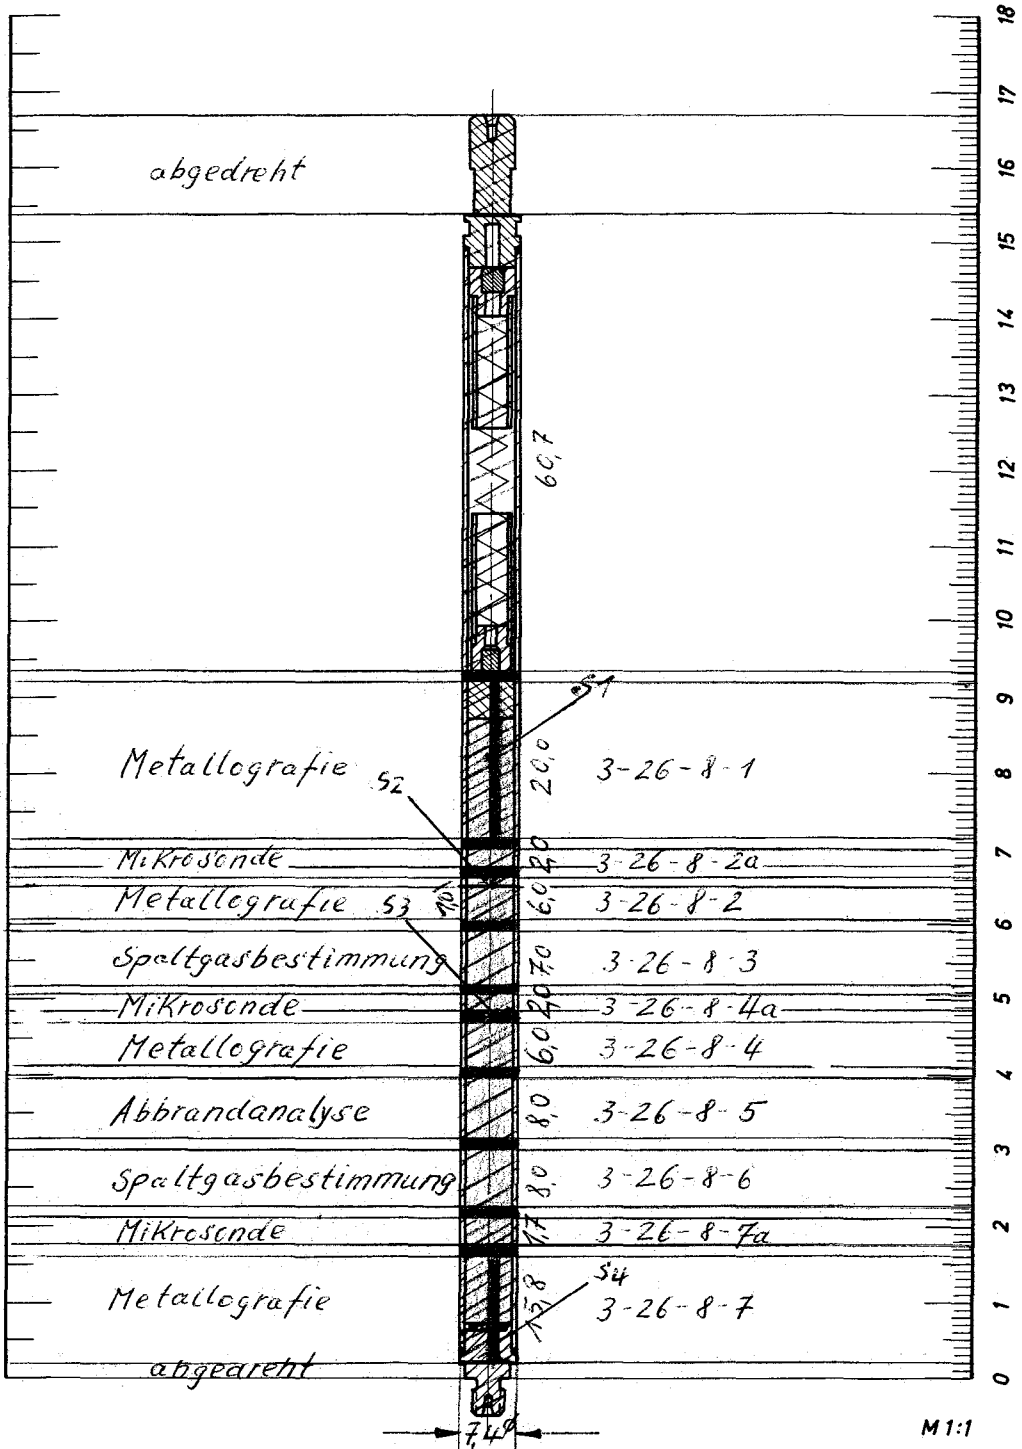 18
17
abgedreht
16
15
14
13
60,7
12
11
10
9
S1
Metallografie
20,0
3-26-8-1
8
S2
7
Mikrosonde
2,0
3-26-8-2a
Metallografie
S3
1,0
6,0
3-26-8-2
6
Spaltgasbestimmung
7,0
3-26-8-3
5
Mikrosonde
2,0
3-26-8-4a
Metallografie
6,0
3-26-8-4
4
Abbrandanalyse
8,0
3-26-8-5
3
Spaltgasbestimmung
8,0
3-26-8-6
2
Mikrosonde
1,7
3-26-8-7a
S4
Metallografie
15,8
3-26-8-7
1
abgedreht
0
7,4⌀
M 1:1